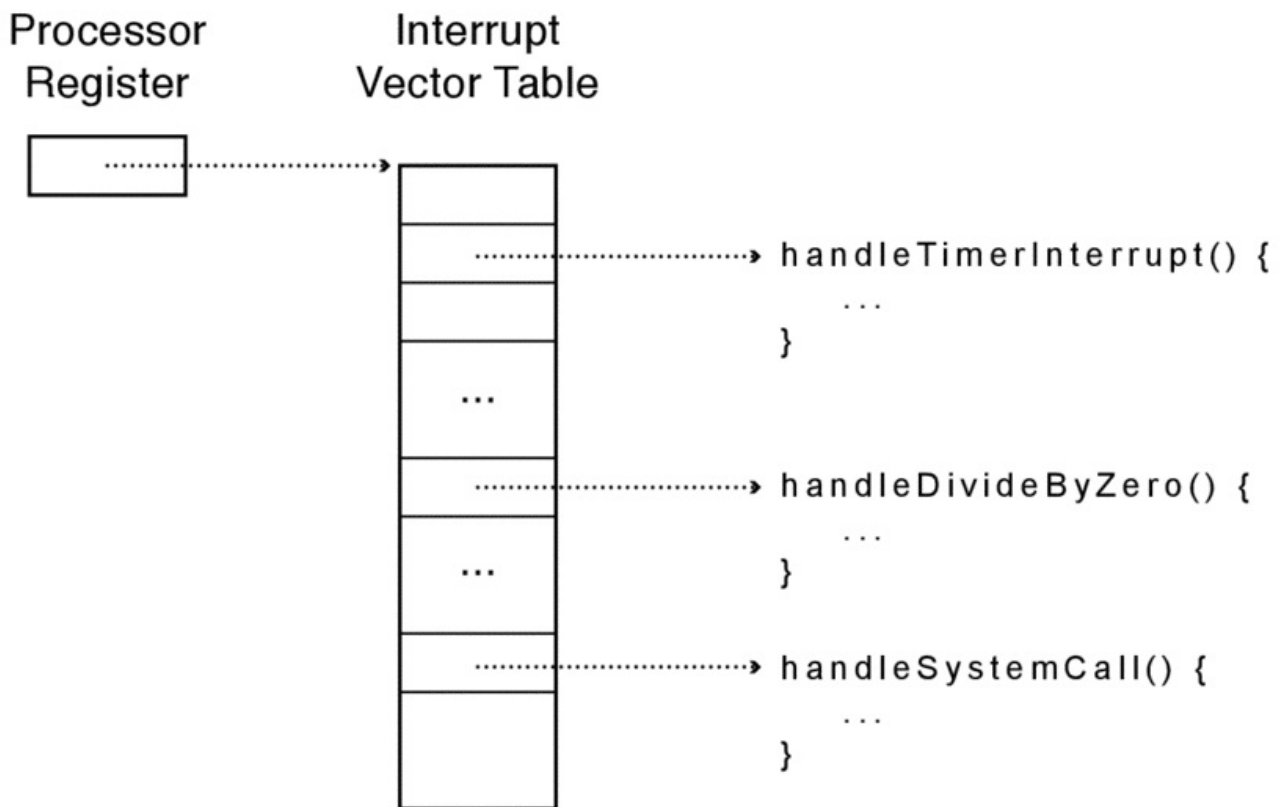 Processor
Register
Interrupt
Vector Table
handleTimerInterrupt() {
...
}
...
handleDivideByZero() {
...
}
...
handleSystemCall() {
...
}